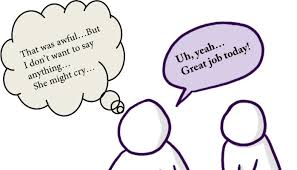 That was awful...But
I don't want to say
anything...
She might cry...
Uh, yeah...
Great job today!